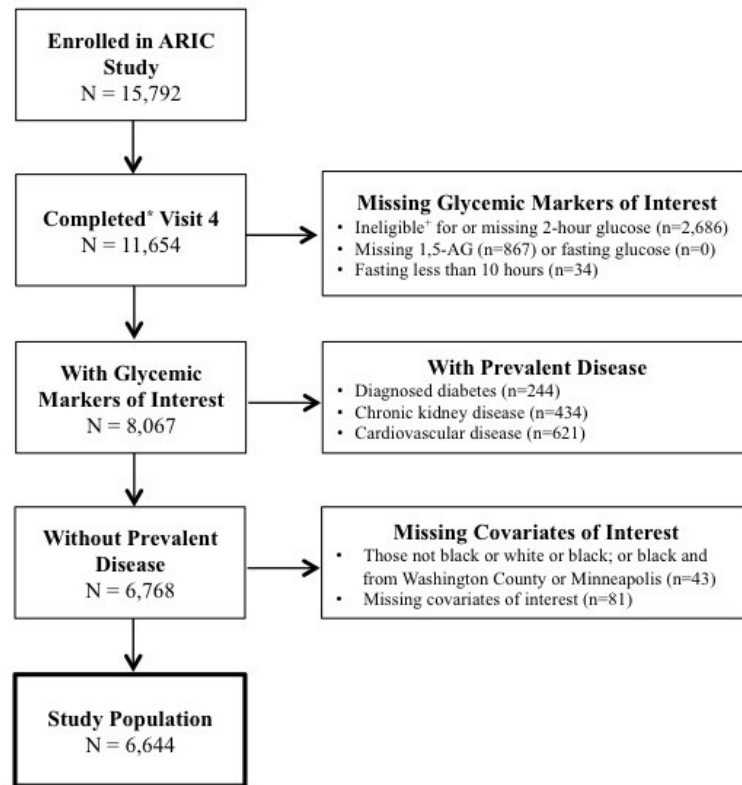 Enrolled in ARIC
Study
N = 15,792
Completed* Visit 4
N = 11,654
Missing Glycemic Markers of Interest
• Ineligible⁺ for or missing 2-hour glucose (n=2,686)
• Missing 1,5-AG (n=867) or fasting glucose (n=0)
• Fasting less than 10 hours (n=34)
With Glycemic
Markers of Interest
N = 8,067
With Prevalent Disease
• Diagnosed diabetes (n=244)
• Chronic kidney disease (n=434)
• Cardiovascular disease (n=621)
Without Prevalent
Disease
N = 6,768
Missing Covariates of Interest
• Those not black or white or black; or black and
from Washington County or Minneapolis (n=43)
• Missing covariates of interest (n=81)
Study Population
N = 6,644